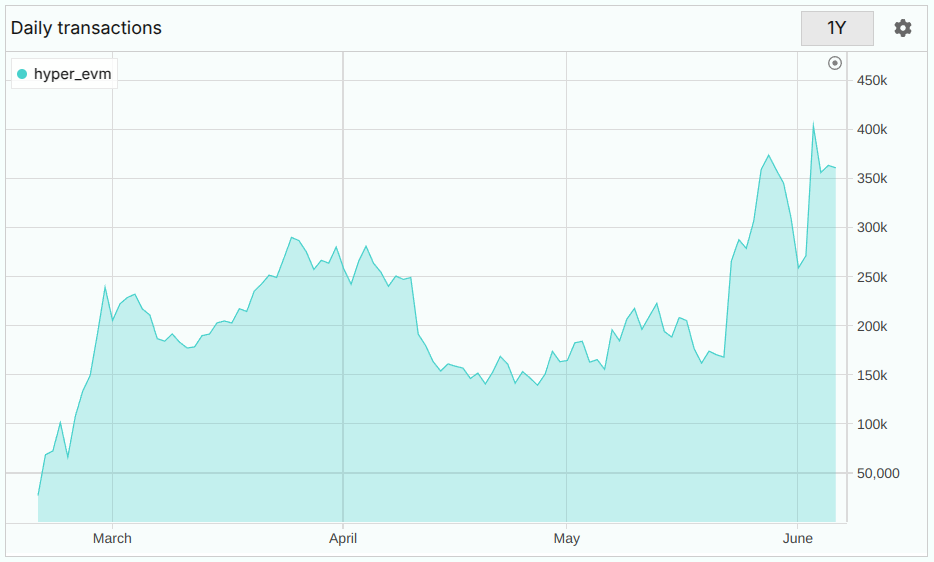 Daily transactions
1Y
hyper_evm
450k
400k
350k
300k
250k
200k
150k
100k
50,000
March April May June